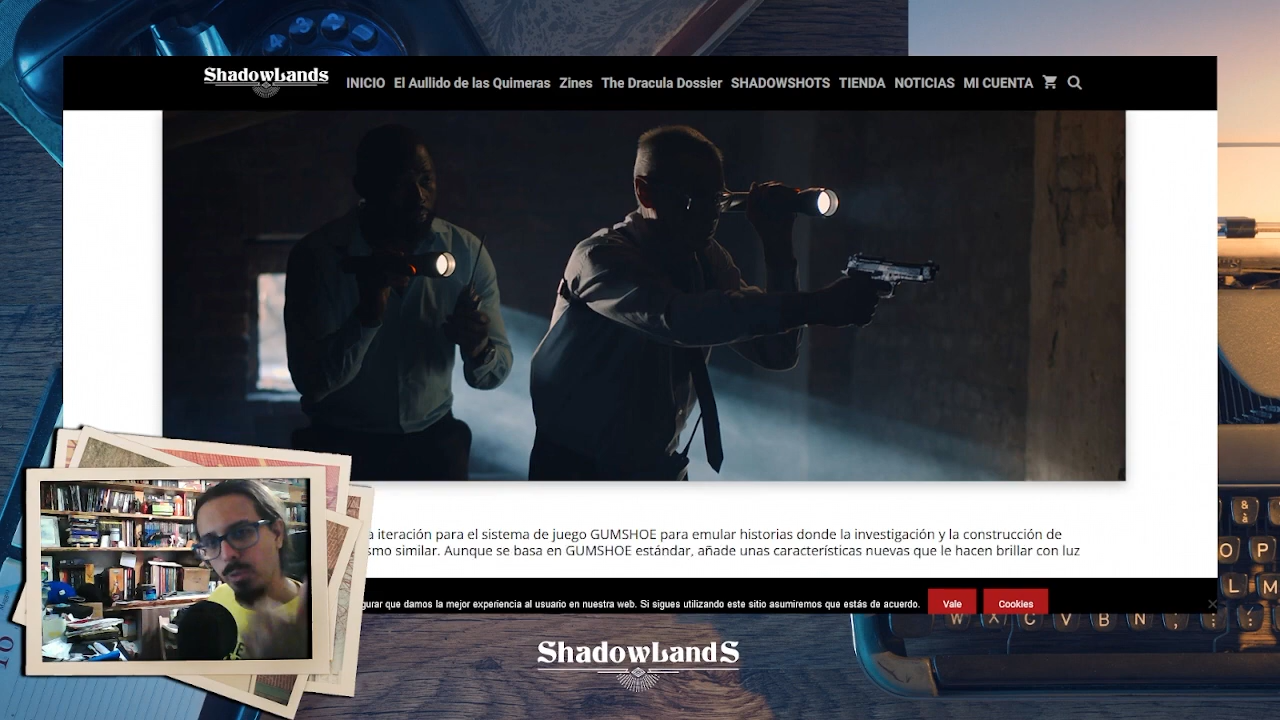 ShadowLands
INICIO El Aullido de las Quimeras Zines The Dracula Dossier SHADOWSHOTS TIENDA NOTICIAS MI CUENTA
a iteración para el sistema de juego GUMSHOE para emular historias donde la investigación y la construcción de
smo similar. Aunque se basa en GUMSHOE estándar, añade unas características nuevas que le hacen brillar con luz
gurar que damos la mejor experiencia al usuario en nuestra web. Si sigues utilizando este sitio asumiremos que estás de acuerdo. Vale Cookies
ShadowLandS
& à
O P
L M
W X C V B N ; :